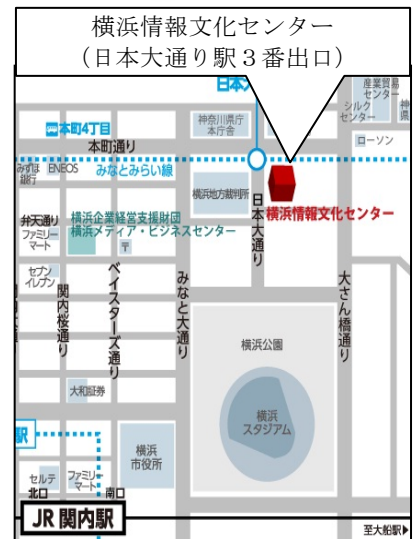 横浜情報文化センター
（日本大通り駅３番出口）
日本大
産業貿易
センター
シルク
センター
神奈川県庁
本庁舎
本町4丁目
本町通り
ローソン
みずほ
銀行
ENEOS
みなとみらい線
横浜地方裁判所
日本大通り
横浜情報文化センター
弁天通り
ファミリー
マート
横浜企業経営支援財団
横浜メディア・ビジネスセンター
〒
セブン
イレブン
関内桜通り
ベイスターズ通り
みなと大通り
大さん橋通り
横浜公園
横浜
スタジアム
大和証券
駅
横浜
市役所
セルテ
ファミリー
マート
北口
南口
JR 関内駅
至大船駅▶